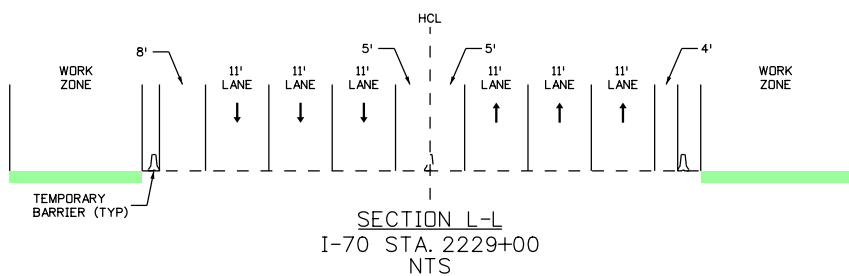 HCL
8'
5'
5'
4'
WORK
ZONE
11'
LANE
11'
LANE
11'
LANE
11'
LANE
11'
LANE
11'
LANE
WORK
ZONE
TEMPORARY
BARRIER (TYP)
SECTION L-L
I-70 STA. 2229+00
NTS